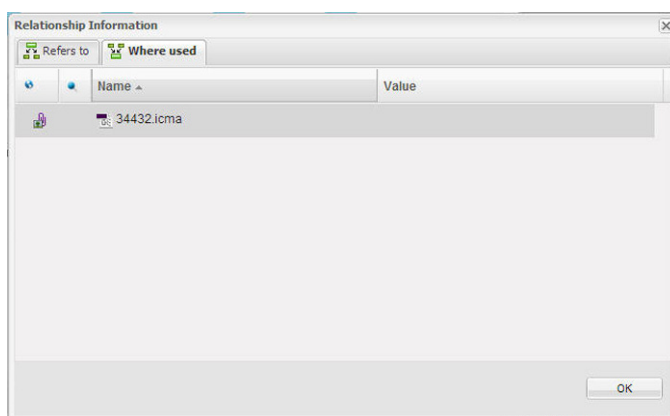 Relationship Information
Refers to Where used
Name Value
34432.icma
OK